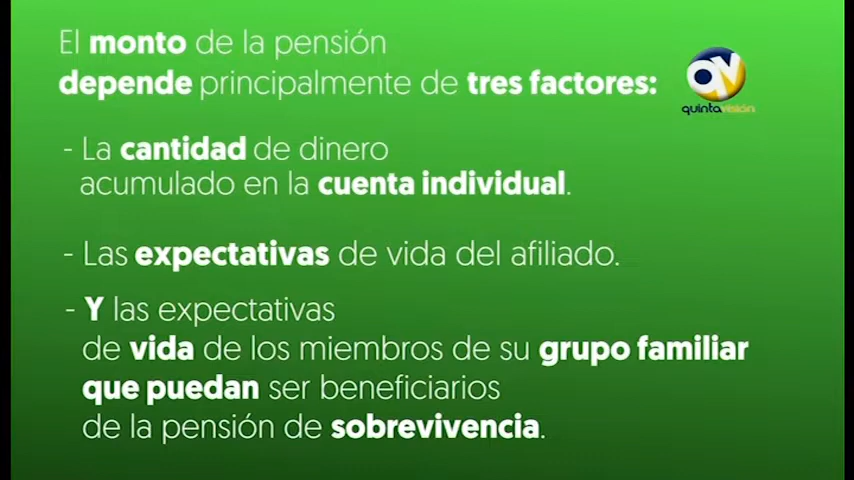 El monto de la pensión
depende principalmente de tres factores:
QV
quintavisión
- La cantidad de dinero
acumulado en la cuenta individual.
- Las expectativas de vida del afiliado.
- Y las expectativas
de vida de los miembros de su grupo familiar
que puedan ser beneficiarios
de la pensión de sobrevivencia.